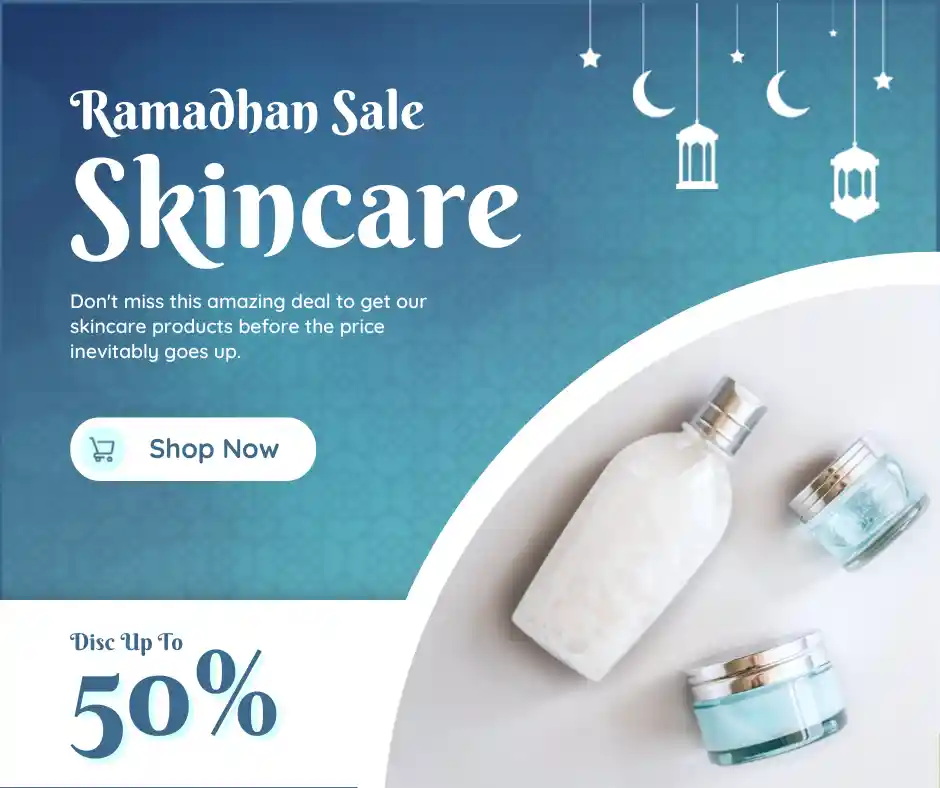 Ramadhan Sale
Skincare
Don't miss this amazing deal to get our
skincare products before the price
inevitably goes up.
Shop Now
Disc Up To
50%